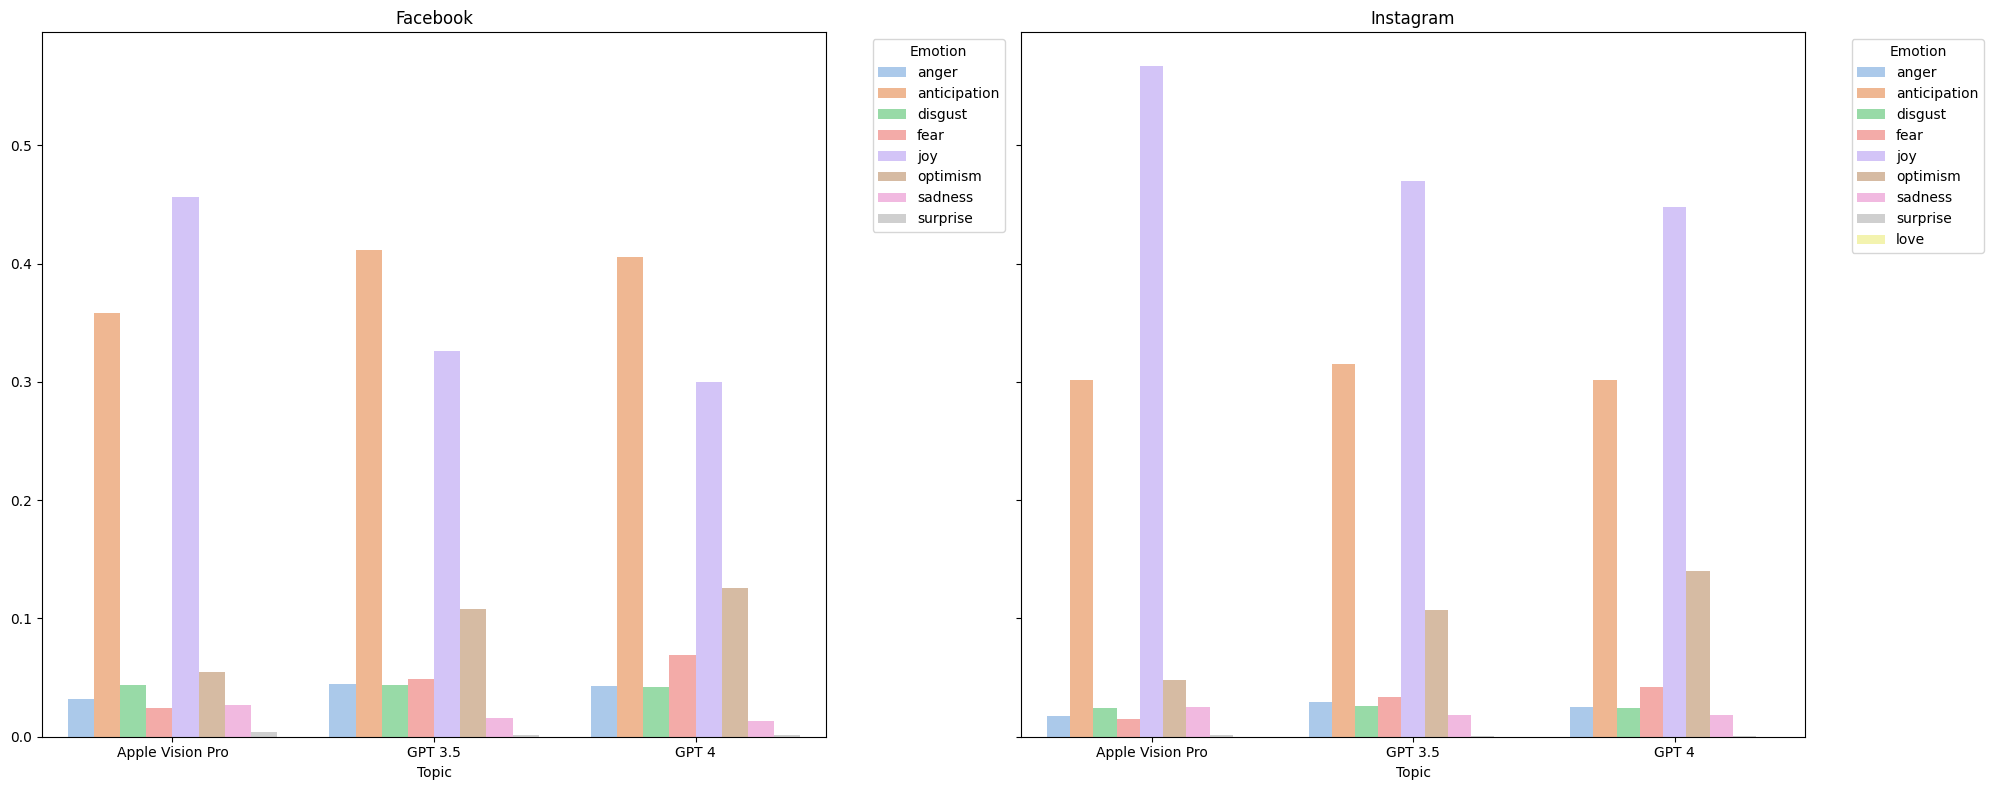 Facebook
0.5
0.4
0.3
0.2
0.1
0.0
Apple Vision Pro
GPT 3.5
GPT 4
Topic
Emotion
anger
anticipation
disgust
fear
joy
optimism
sadness
surprise
Instagram
Apple Vision Pro
GPT 3.5
GPT 4
Topic
Emotion
anger
anticipation
disgust
fear
joy
optimism
sadness
surprise
love